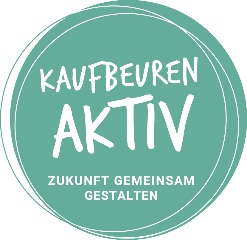 KAUFBEUREN
AKTIV
ZUKUNFT GEMEINSAM
GESTALTEN